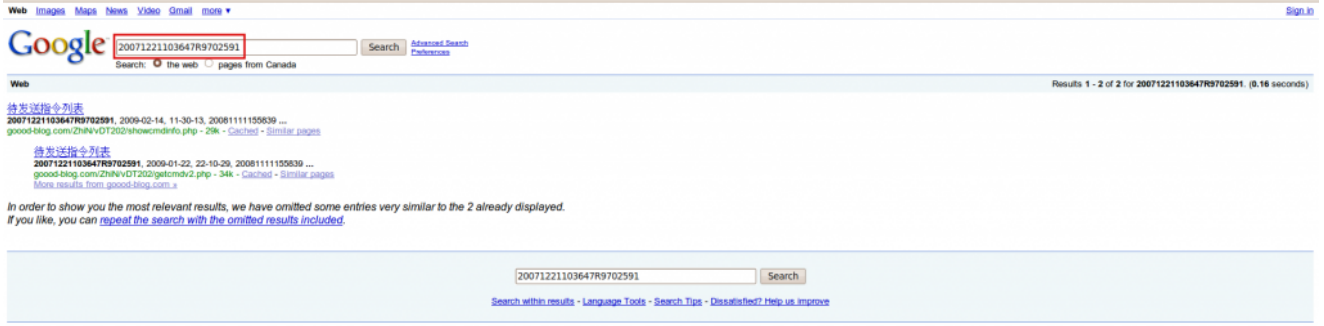 Web Images Maps News Video Gmail more ▼ Sign in
Google 20071221103647R9702591 Search Advanced Search
Preferences
Search: the web pages from Canada
Web Results 1 - 2 of 2 for 20071221103647R9702591. (0.16 seconds)
待发送指令列表
20071221103647R9702591, 2009-02-14, 11-30-13, 20081111155839 ...
goood-blog.com/ZhiN/vDT202/showcmdinfo.php - 29k - Cached - Similar pages
待发送指令列表
20071221103647R9702591, 2009-01-22, 22-10-29, 20081111155839 ...
goood-blog.com/ZhiN/vDT202/getcmdv2.php - 34k - Cached - Similar pages
More results from goood-blog.com »
In order to show you the most relevant results, we have omitted some entries very similar to the 2 already displayed.
If you like, you can repeat the search with the omitted results included.
20071221103647R9702591 Search
Search within results - Language Tools - Search Tips - Dissatisfied? Help us improve